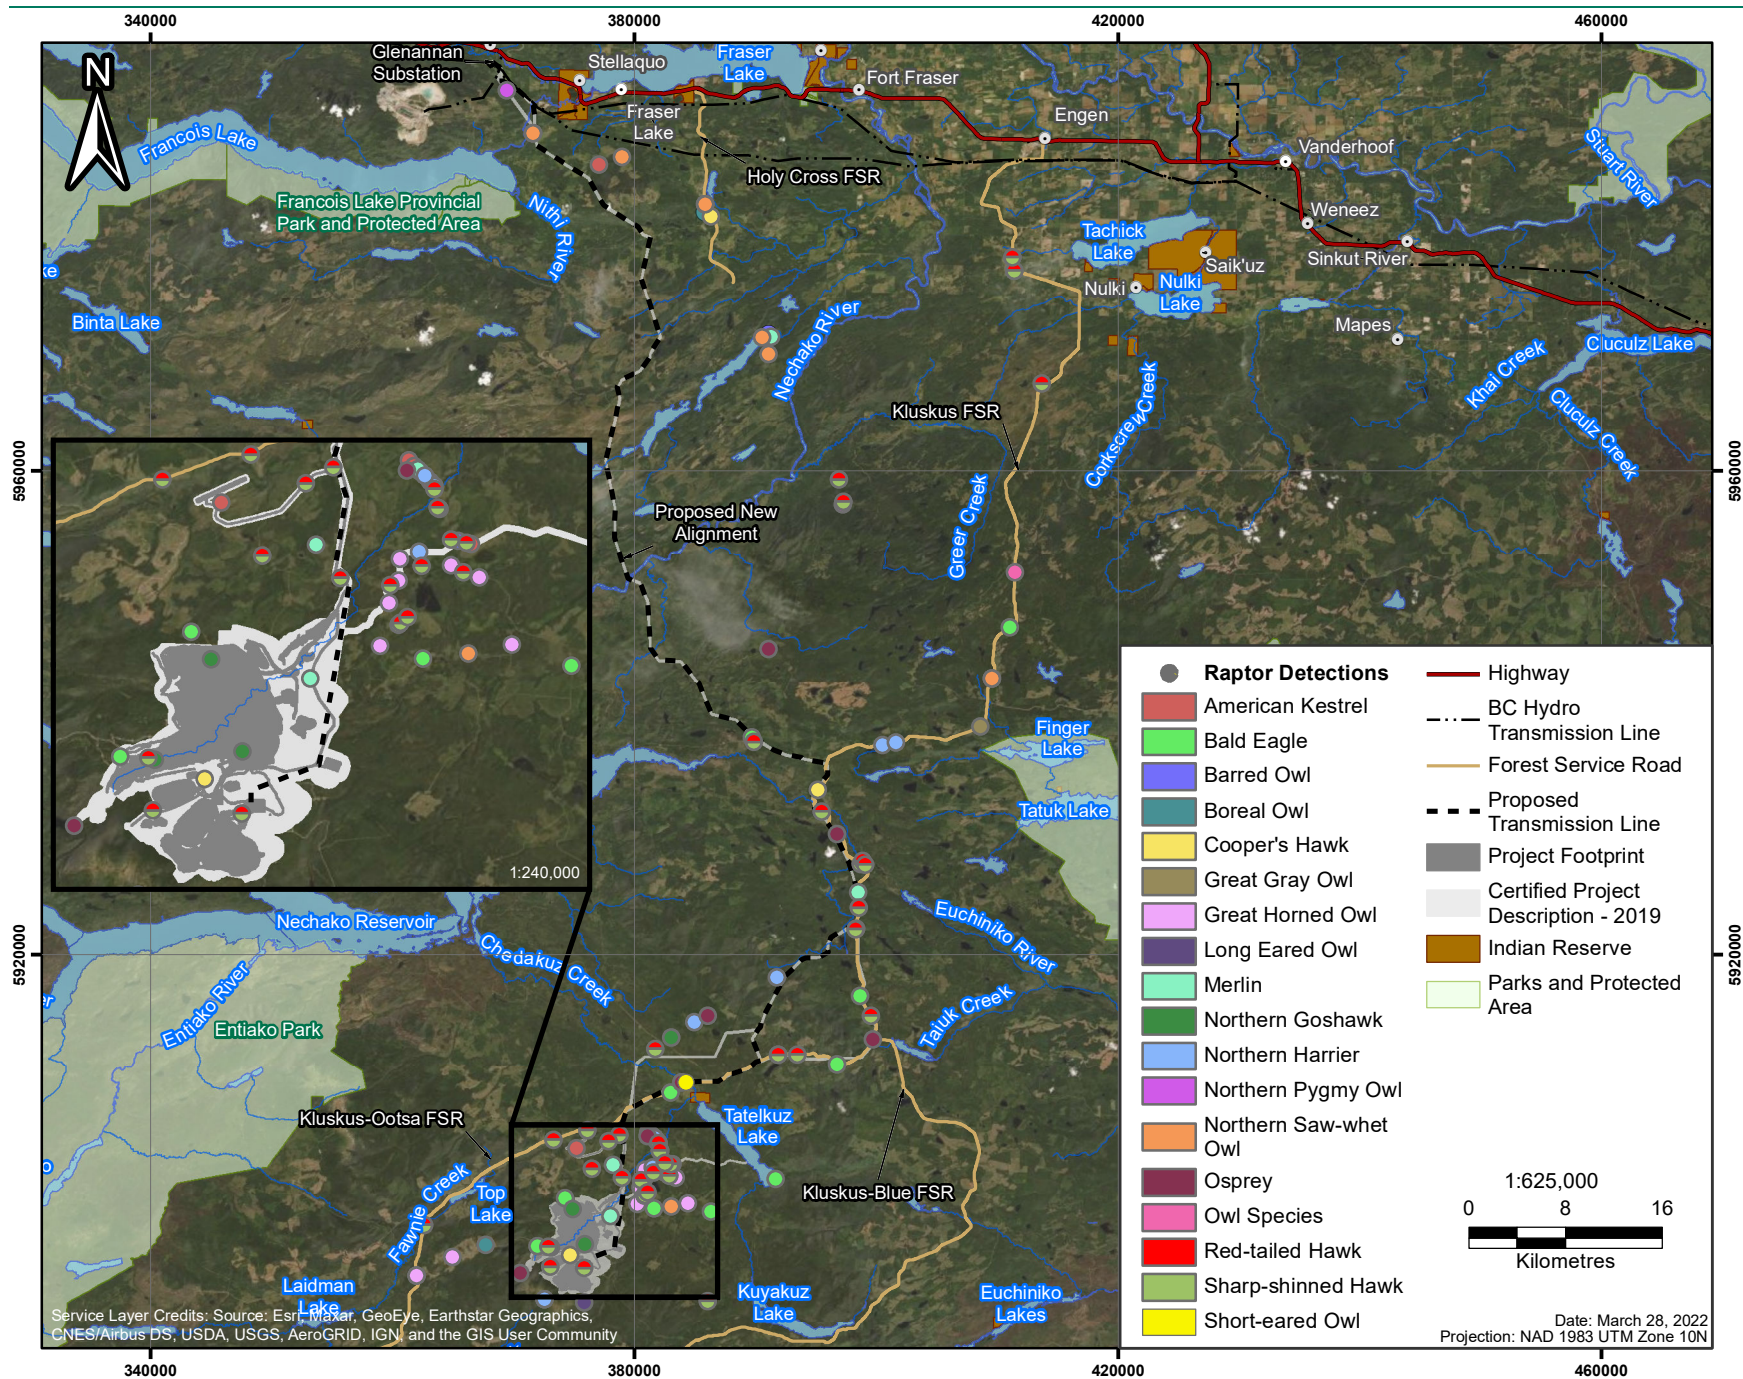 340000
380000
420000
460000
N
Glenannan
Substation
Stellaquo
Fraser
Lake
Fort Fraser
Fraser
Lake
Engen
Vanderhoof
Francois Lake
Holy Cross FSR
Stuart River
Francois Lake Provincial
Park and Protected Area
Nithi River
Weneez
Tachick
Lake
Saik'uz
Sinkut River
ke
Nulki
Nulki
Lake
Binta Lake
Nechako River
Mapes
Cluculz Lake
Khai Creek
Kluskus FSR
Corkscrew Creek
Cluculz Creek
5960000
5960000
Greer Creek
Proposed New
Alignment
1:240,000
Finger
Lake
Tatuk Lake
Nechako Reservoir
Chedakuz Creek
Euchiniko River
5920000
5920000
er
Entiako River
Entiako Park
Taiuk Creek
Kluskus-Ootsa FSR
Tatelkuz
Lake
o
Fawnie Creek
Top
Lake
Kluskus-Blue FSR
Laidman
Lake
Kuyakuz
Lake
Euchiniko
Lakes
Raptor Detections
American Kestrel
Bald Eagle
Barred Owl
Boreal Owl
Cooper's Hawk
Great Gray Owl
Great Horned Owl
Long Eared Owl
Merlin
Northern Goshawk
Northern Harrier
Northern Pygmy Owl
Northern Saw-whet
Owl
Osprey
Owl Species
Red-tailed Hawk
Sharp-shinned Hawk
Short-eared Owl
Highway
BC Hydro
Transmission Line
Forest Service Road
Proposed
Transmission Line
Project Footprint
Certified Project
Description - 2019
Indian Reserve
Parks and Protected
Area
1:625,000
0 8 16
Kilometres
Service Layer Credits: Source: Esri, Maxar, GeoEye, Earthstar Geographics,
CNES/Airbus DS, USDA, USGS, AeroGRID, IGN, and the GIS User Community
Date: March 28, 2022
Projection: NAD 1983 UTM Zone 10N
340000
380000
420000
460000